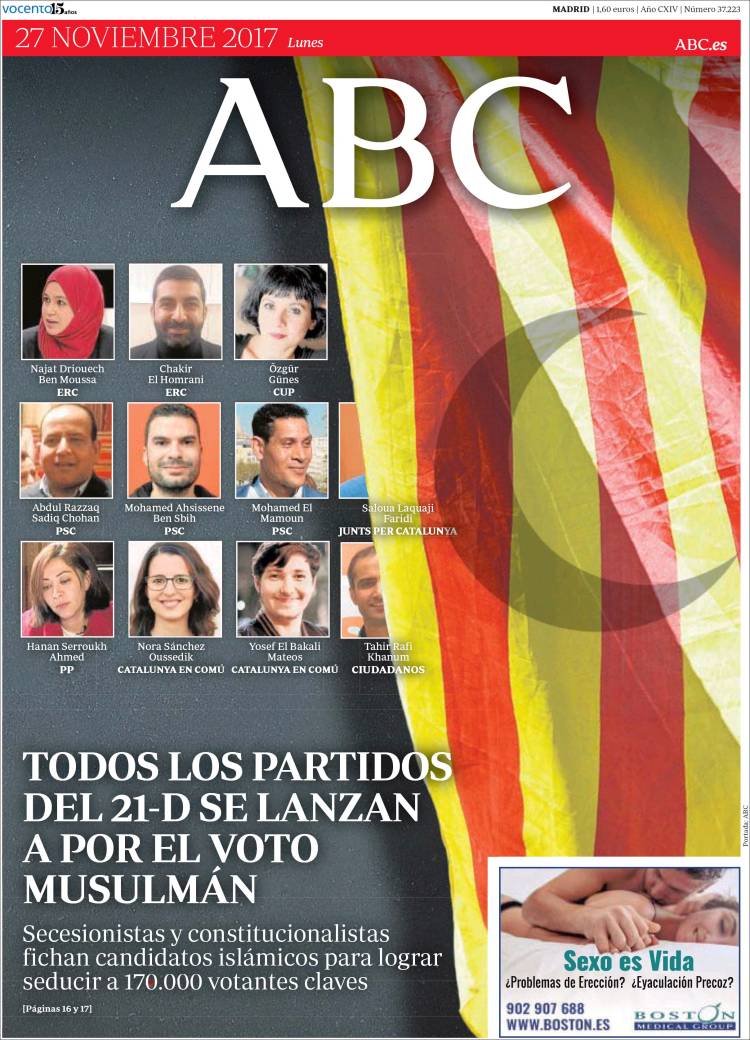 vocento 15 años
MADRID | 1,60 euros | Año CXIV | Número 37.223
27 NOVIEMBRE 2017 Lunes
ABC.es
ABC
Najat Driouech
Ben Moussa
ERC
Chakir
El Homrani
ERC
Özgür
Günes
CUP
Abdul Razzaq
Sadiq Chohan
PSC
Mohamed Ahsissene
Ben Sbih
PSC
Mohamed El
Mamoun
PSC
Saloua Laquaji
Faridi
JUNTS PER CATALUNYA
Hanan Serroukh
Ahmed
PP
Nora Sánchez
Oussedik
CATALUNYA EN COMÚ
Yosef El Bakali
Mateos
CATALUNYA EN COMÚ
Tahir Rafi
Khanum
CIUDADANOS
TODOS LOS PARTIDOS
DEL 21-D SE LANZAN
A POR EL VOTO
MUSULMÁN
Secesionistas y constitucionalistas
fichan candidatos islámicos para lograr
seducir a 170.000 votantes claves
[Páginas 16 y 17]
Portada: ABC
Sexo es Vida
¿Problemas de Erección? ¿Eyaculación Precoz?
902 907 688
WWW.BOSTON.ES
BOSTON
MEDICAL GROUP